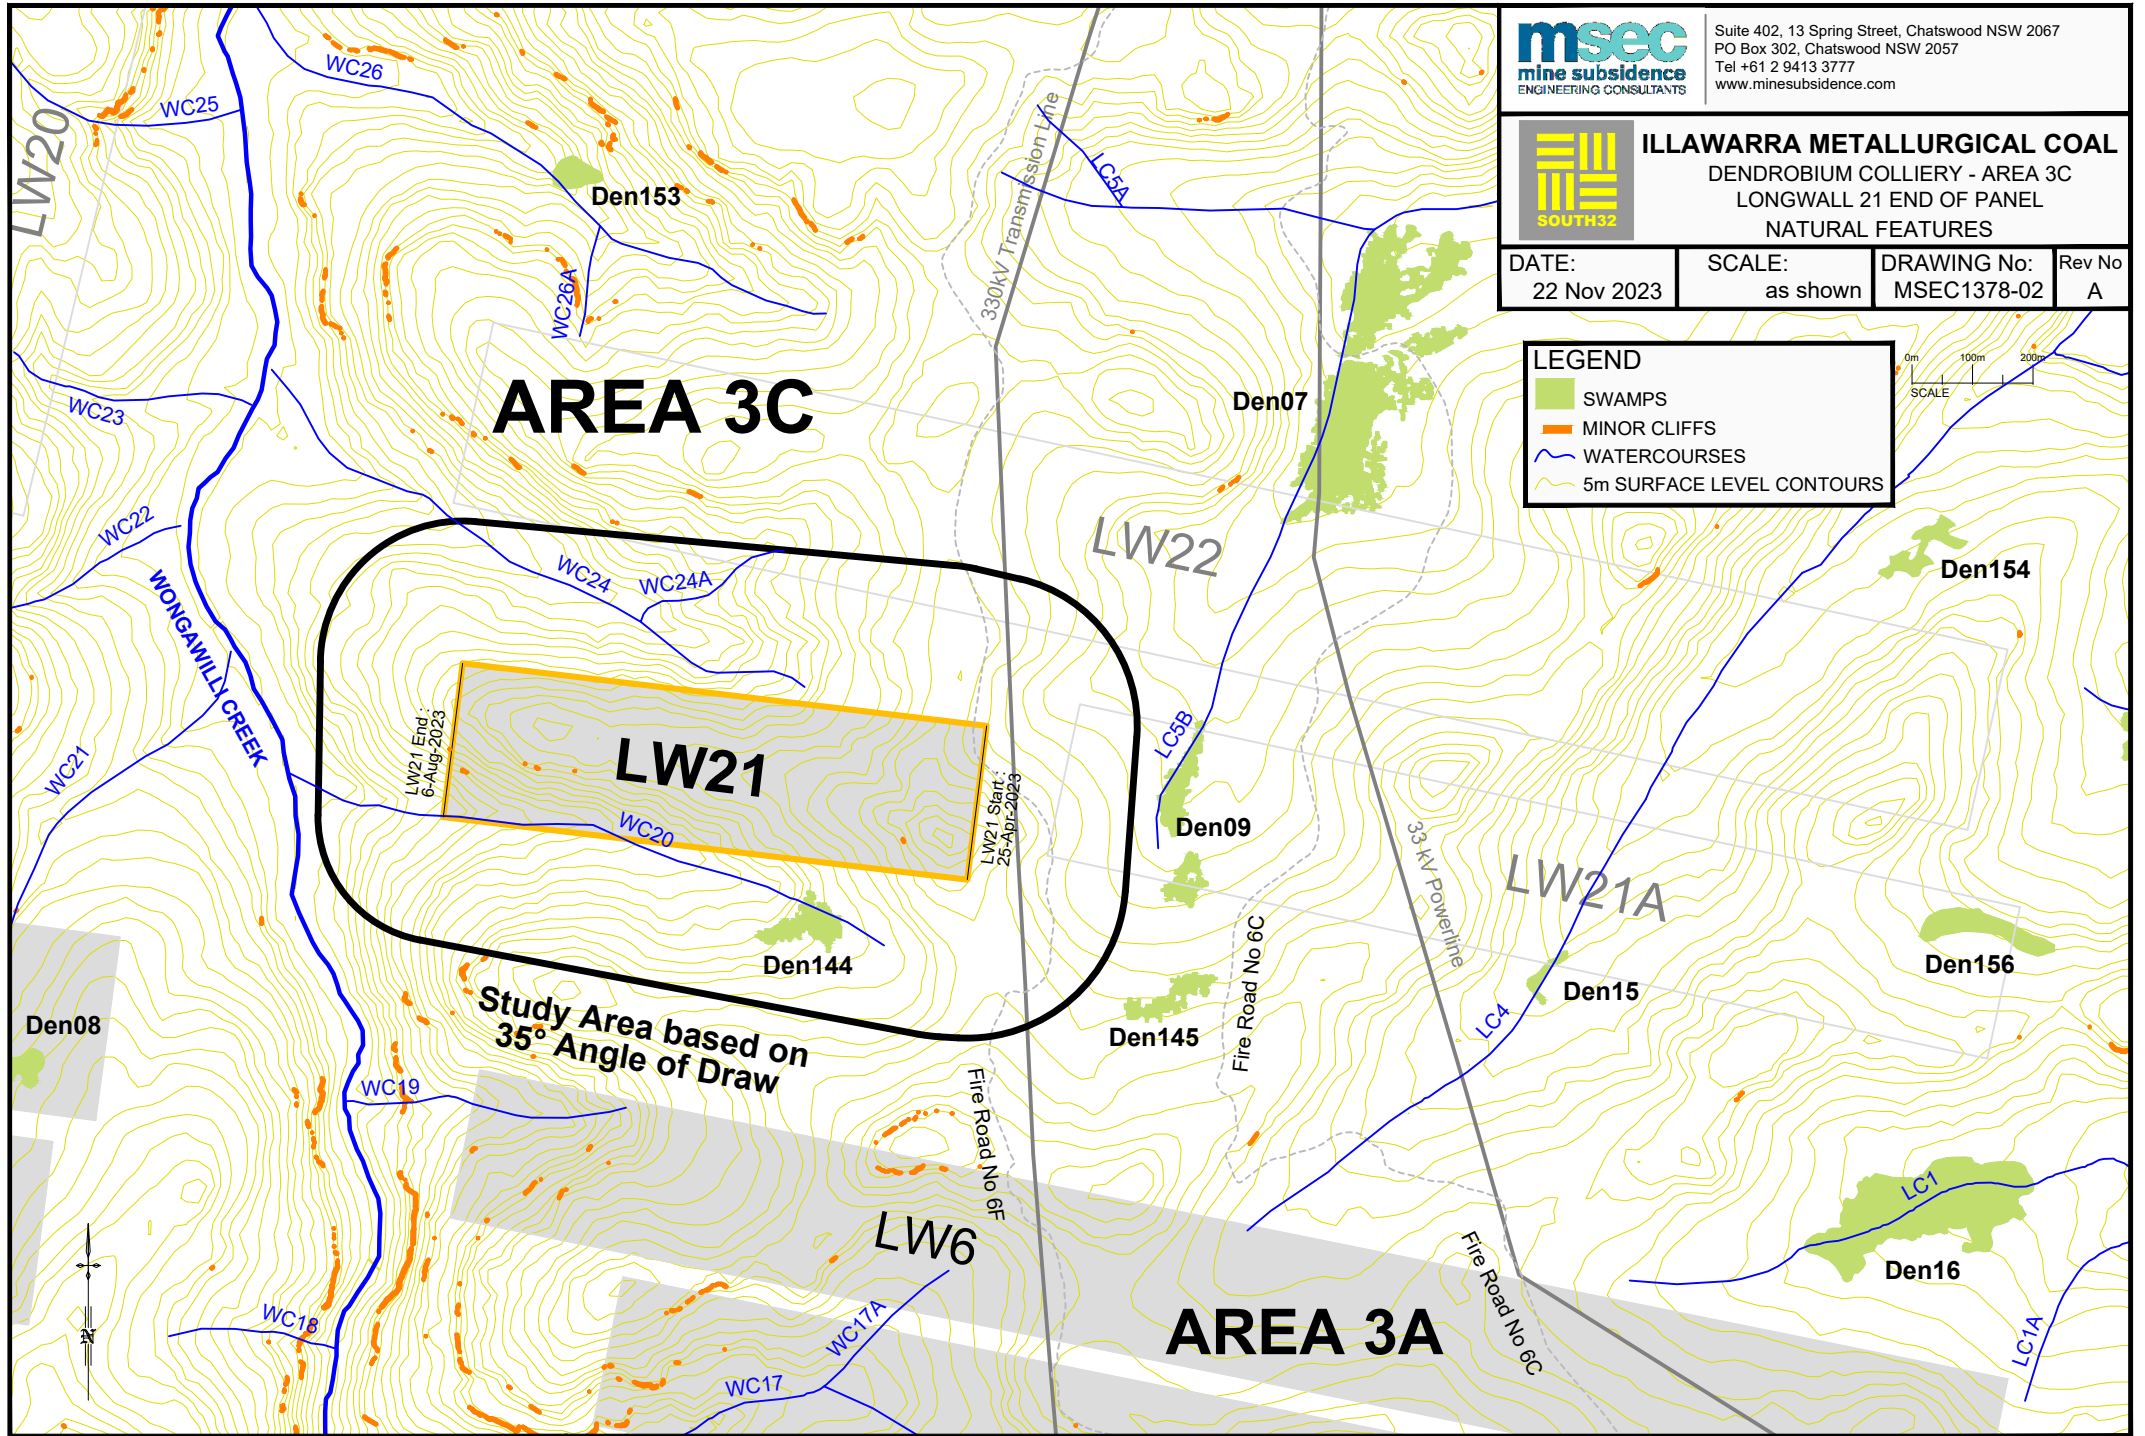 msec
mine subsidence
ENGINEERING CONSULTANTS
Suite 402, 13 Spring Street, Chatswood NSW 2067
PO Box 302, Chatswood NSW 2057
Tel +61 2 9413 3777
www.minesubsidence.com
SOUTH32
ILLAWARRA METALLURGICAL COAL
DENDROBIUM COLLIERY - AREA 3C
LONGWALL 21 END OF PANEL
NATURAL FEATURES
DATE:
22 Nov 2023
SCALE:
as shown
DRAWING No:
MSEC1378-02
Rev No
A
LEGEND
SWAMPS
MINOR CLIFFS
WATERCOURSES
5m SURFACE LEVEL CONTOURS
0m 100m 200m
SCALE
WC26
WC25
LW20
Den153
WC26A
330kV Transmission Line
LC5A
WC23
AREA 3C
Den07
WC22
WONGAWILLI CREEK
WC24
WC24A
LW22
Den154
LW21 End :
6-Aug-2023
LW21
LW21 Start :
25-Apr-2023
WC21
WC20
LC5B
Den09
33 kV Powerline
LW21A
Den144
Den156
Den15
LC4
Den08
Study Area based on
35° Angle of Draw
Den145
Fire Road No 6C
WC19
Fire Road No 6F
LW6
LC1
Den16
WC18
WC17A
AREA 3A
Fire Road No 6C
LC1A
WC17
N